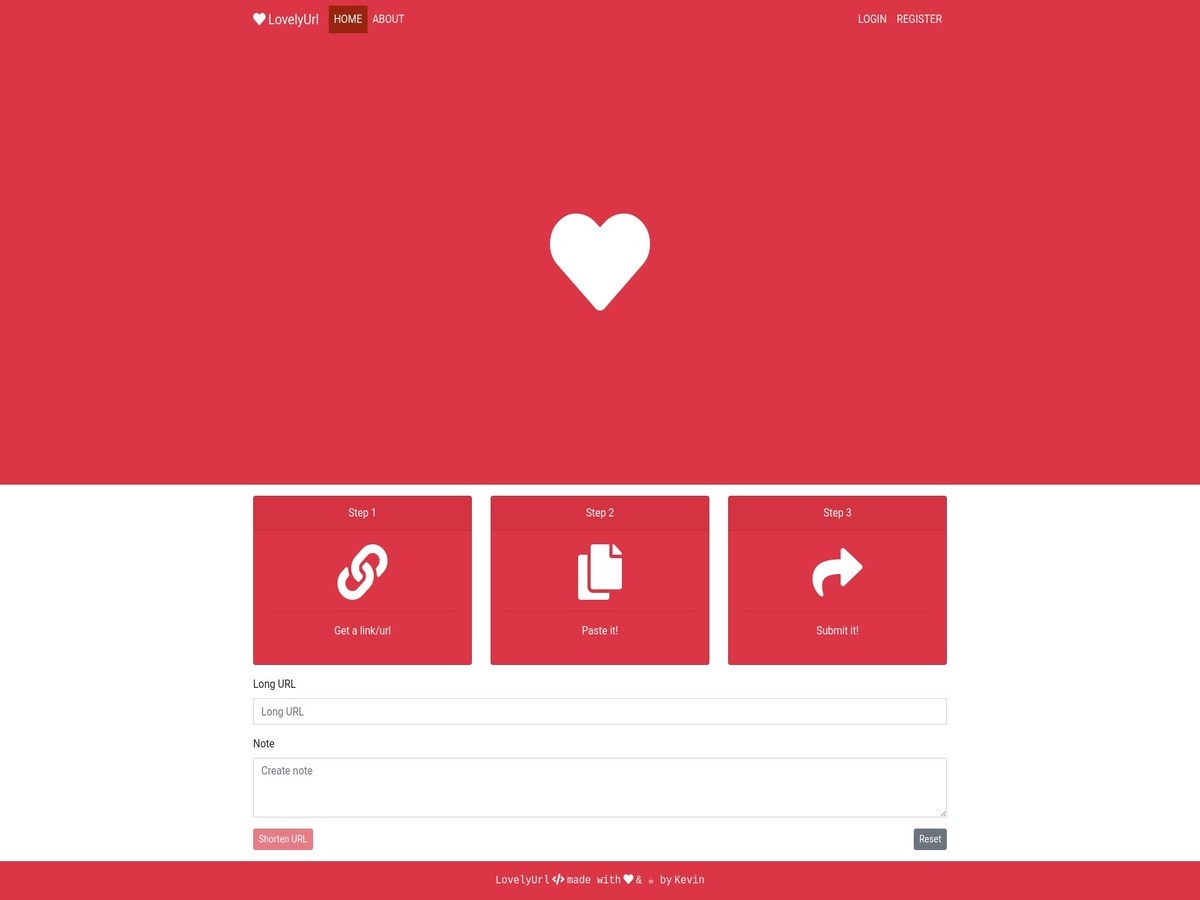 LovelyUrl HOME ABOUT LOGIN REGISTER
Step 1
Get a link/url
Step 2
Paste it!
Step 3
Submit it!
Long URL
Long URL
Note
Create note
Shorten URL Reset
LovelyUrl made with & by Kevin